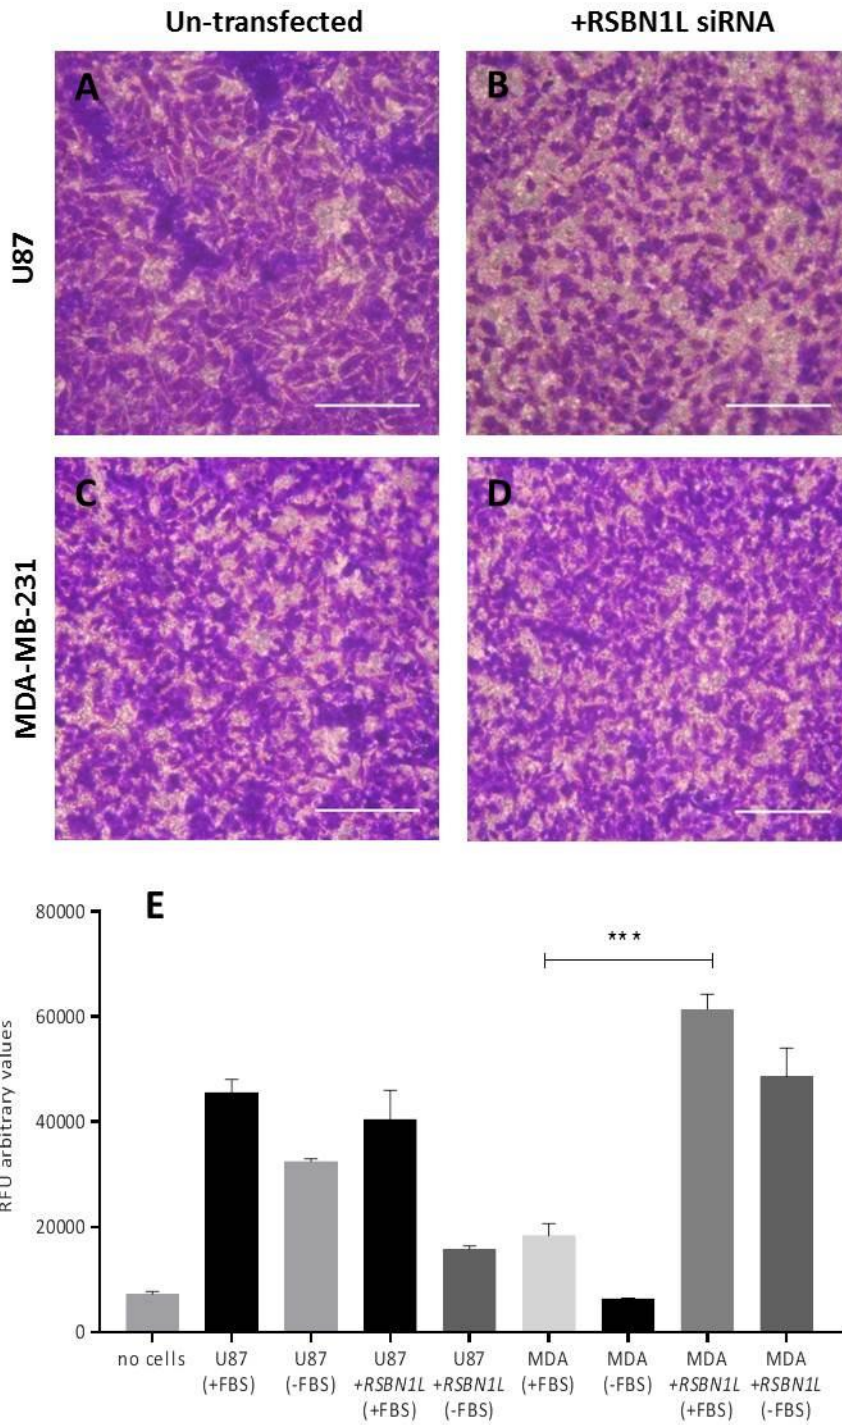 Un-transfected
+RSBN1L siRNA
A
B
U87
C
D
MDA-MB-231
E
***
80000
60000
40000
20000
0
RFU arbitrary values
no cells
U87
(+FBS)
U87
(-FBS)
U87
+RSBN1L
(+FBS)
U87
+RSBN1L
(-FBS)
MDA
(+FBS)
MDA
(-FBS)
MDA
+RSBN1L
(+FBS)
MDA
+RSBN1L
(-FBS)